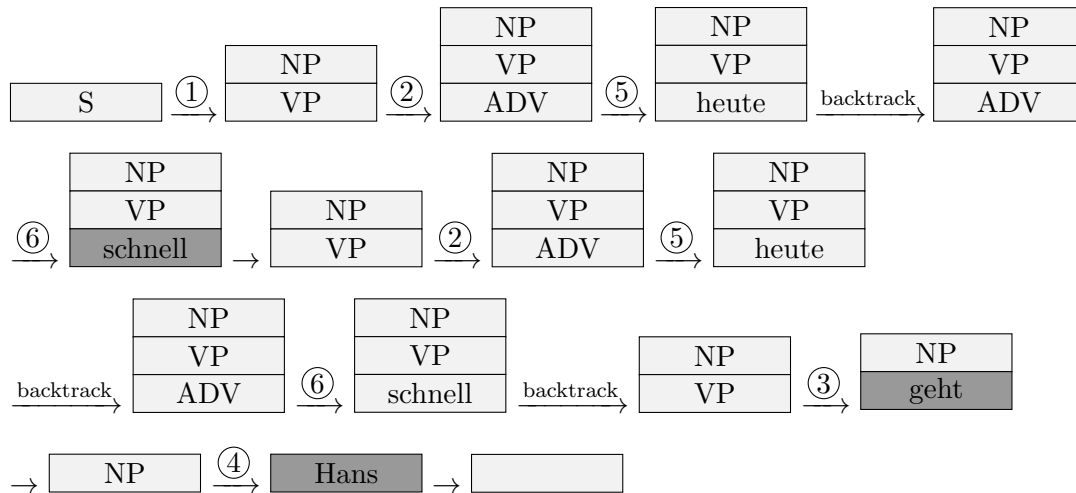 NP NP NP
NP VP VP VP
S ① VP ② ADV ⑤ heute backtrack ADV
NP NP NP
VP NP VP VP
⑥ schnell VP ② ADV ⑤ heute
NP NP
VP VP NP NP
backtrack ADV ⑥ schnell backtrack VP ③ geht
NP ④ Hans